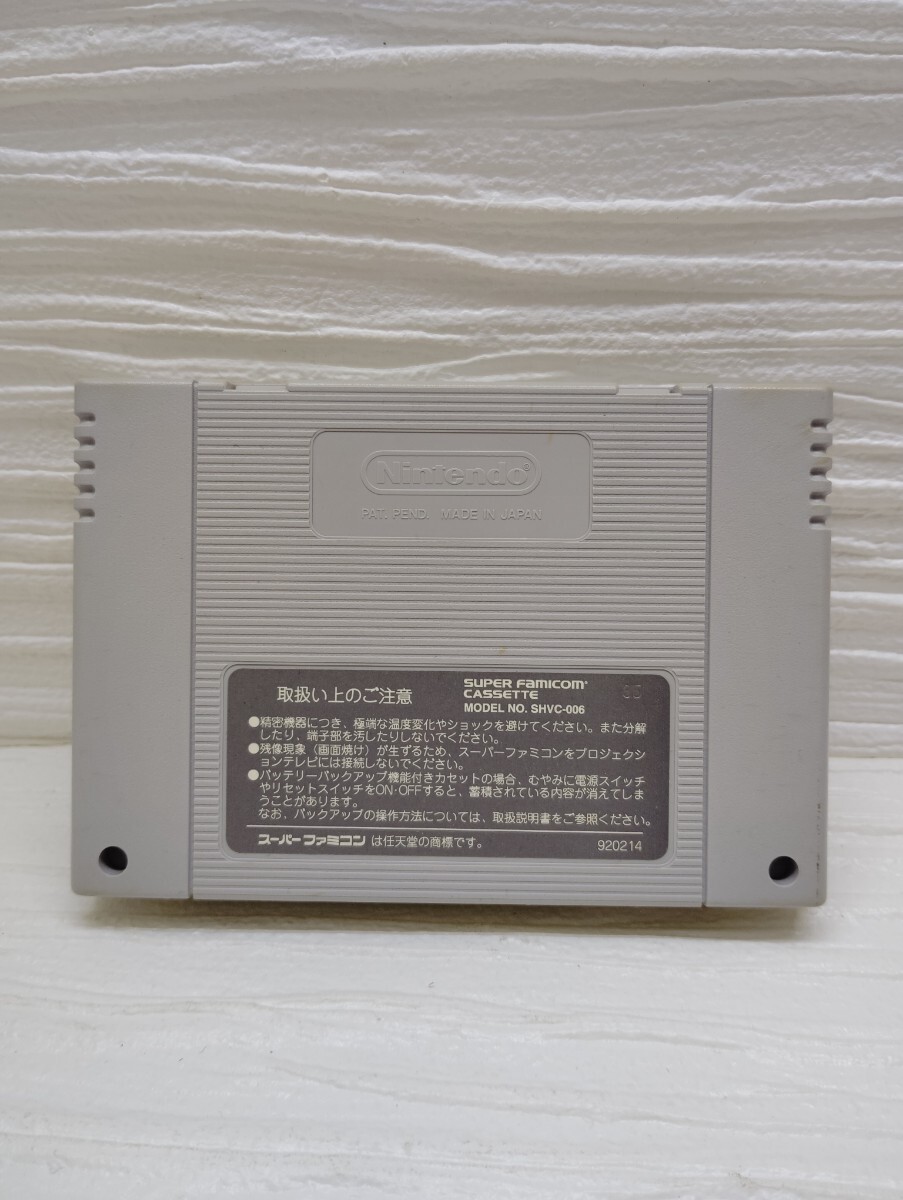 Nintendo®
PAT. PEND. MADE IN JAPAN
取扱い上のご注意
SUPER FAMICOM
CASSETTE
MODEL NO. SHVC-006
●精密機器につき、極端な温度変化やショックを避けてください。また分解
したり、端子部を汚したりしないでください。
●残像現象（画面焼け）が生ずるため、スーパーファミコンをプロジェクシ
ョンテレビには接続しないでください。
●バッテリーバックアップ機能付きカセットの場合、むやみに電源スイッチ
やリセットスイッチをON·OFFすると、蓄積されている内容が消えてしま
うことがあります。
なお、バックアップの操作方法については、取扱説明書をご参照ください。
スーパーファミコンは任天堂の商標です。
920214